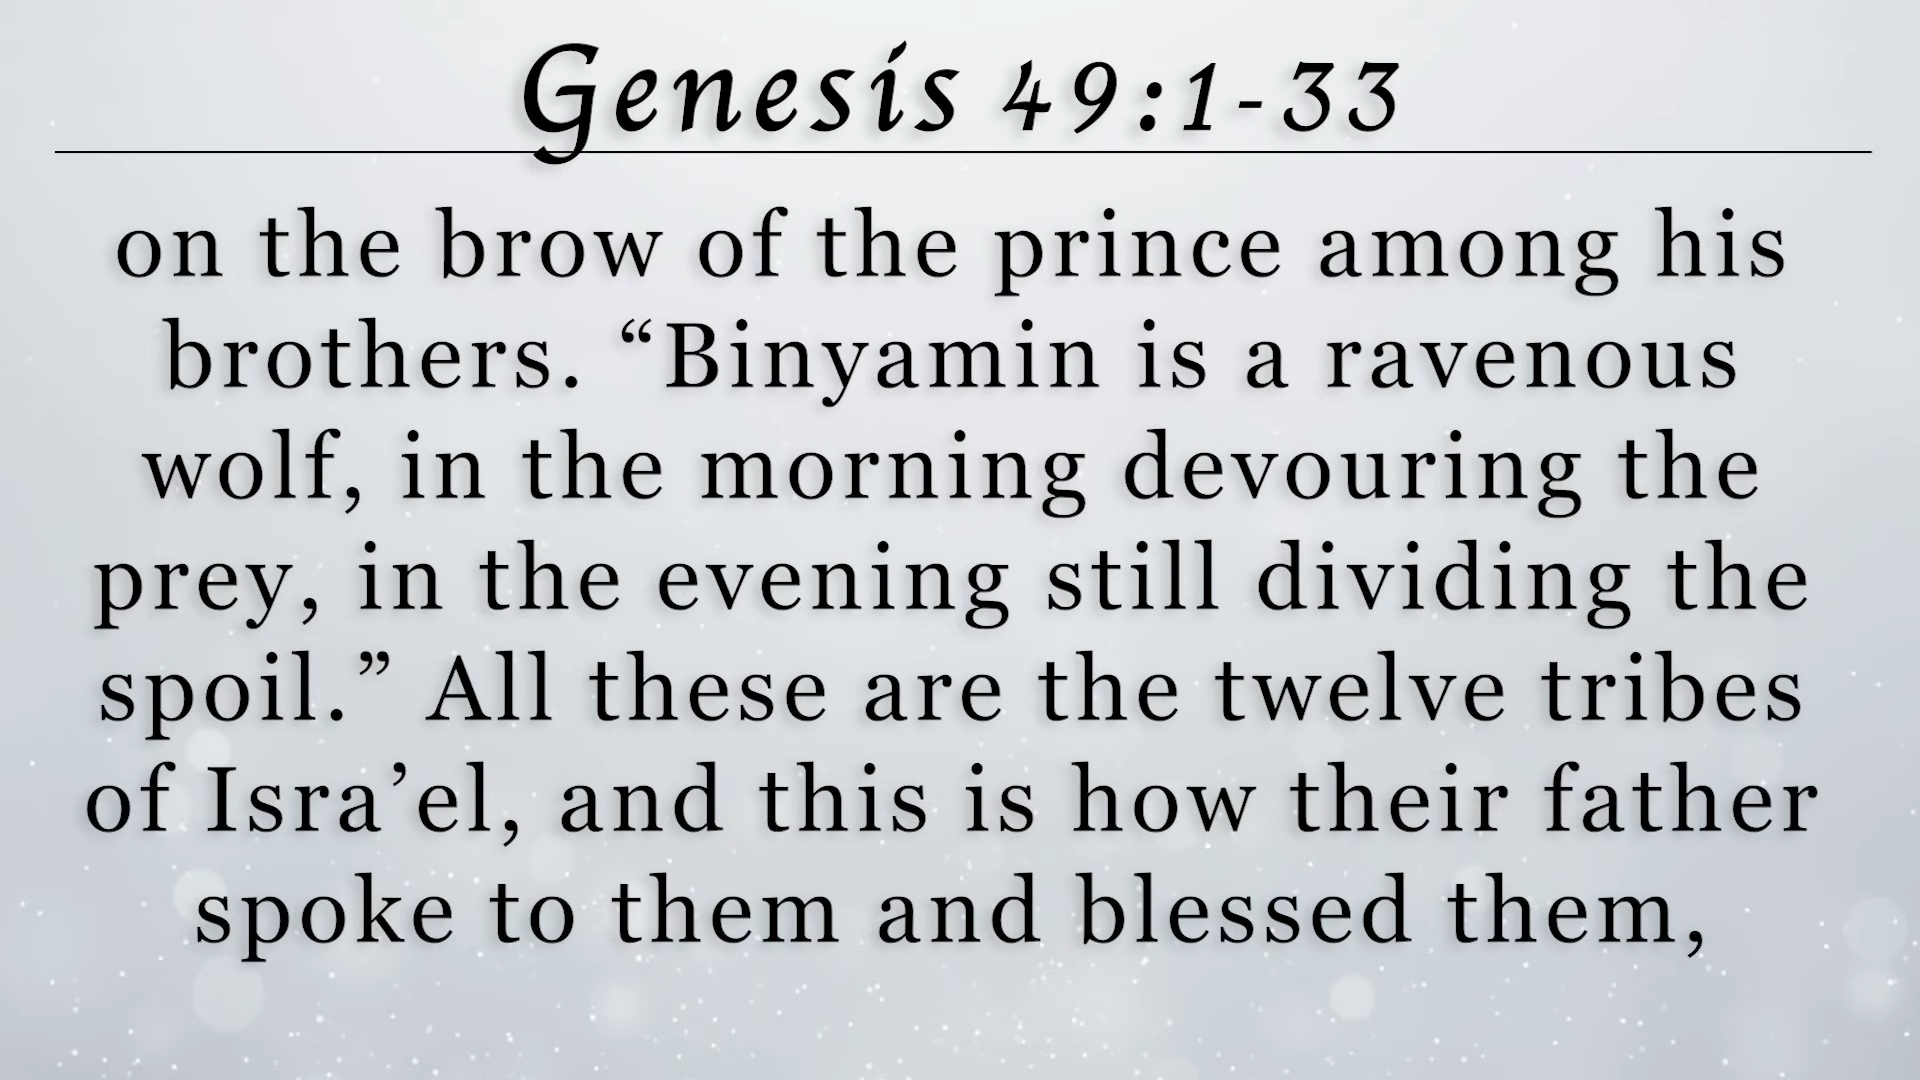 Genesis 49:1-33
on the brow of the prince among his
brothers. “Binyamin is a ravenous
wolf, in the morning devouring the
prey, in the evening still dividing the
spoil.” All these are the twelve tribes
of Isra’el, and this is how their father
spoke to them and blessed them,